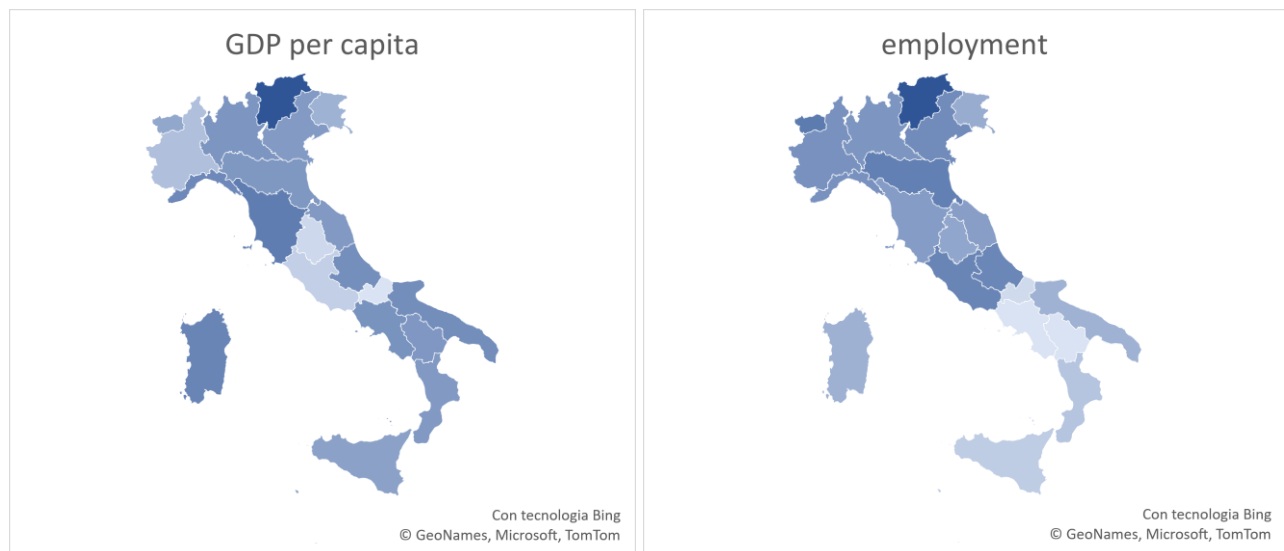 GDP per capita
Con tecnologia Bing
© GeoNames, Microsoft, TomTom
employment
Con tecnologia Bing
© GeoNames, Microsoft, TomTom